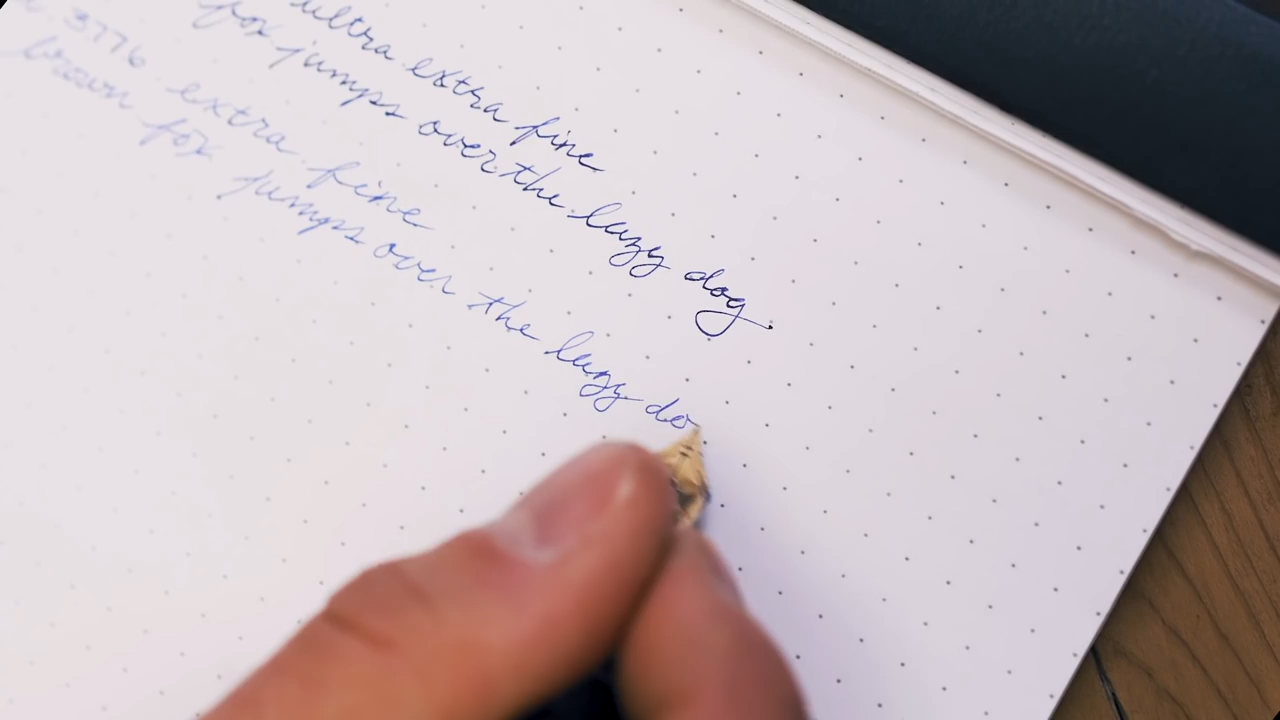 ultra extra fine
fox jumps over the lazy dog.
3776 extra fine
brown fox jumps over the lazy do